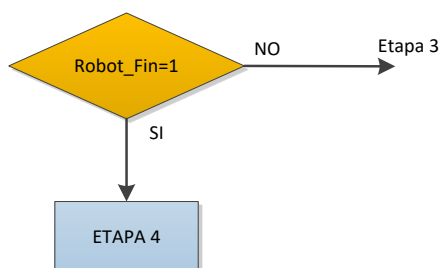 Robot_Fin=1
NO
Etapa 3
SI
ETAPA 4